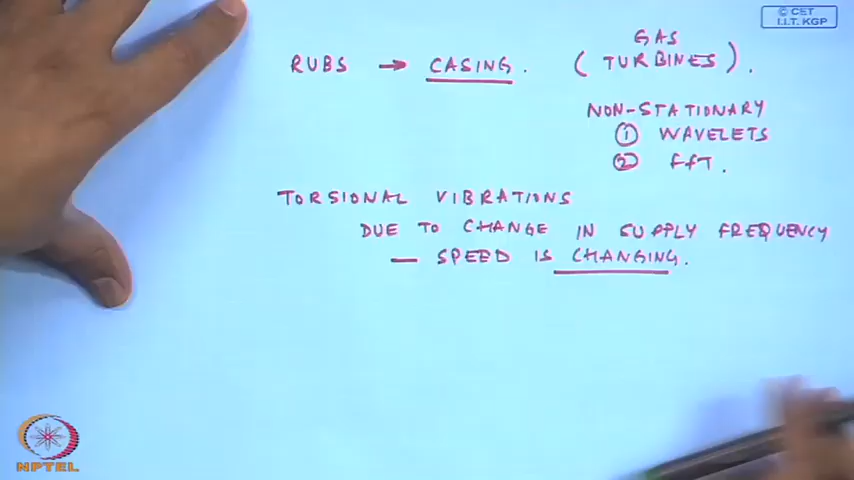 © CET
I.I.T. KGP
RUBS → CASING. (GAS TURBINES).
NON-STATIONARY
① WAVELETS
② FFT.
TORSIONAL VIBRATIONS
DUE TO CHANGE IN SUPPLY FREQUENCY
— SPEED IS CHANGING.
NPTEL